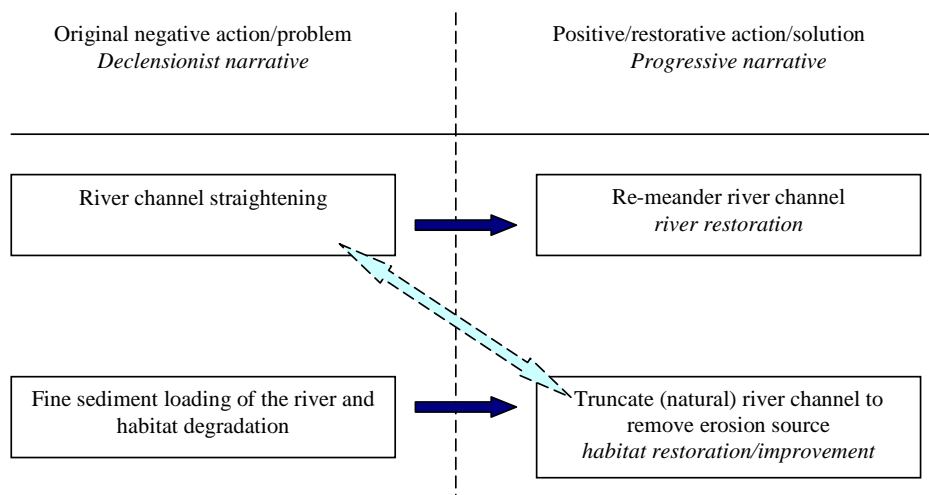 Original negative action/problem
Declensionist narrative
Positive/restorative action/solution
Progressive narrative
River channel straightening
Re-meander river channel
river restoration
Fine sediment loading of the river and
habitat degradation
Truncate (natural) river channel to
remove erosion source
habitat restoration/improvement